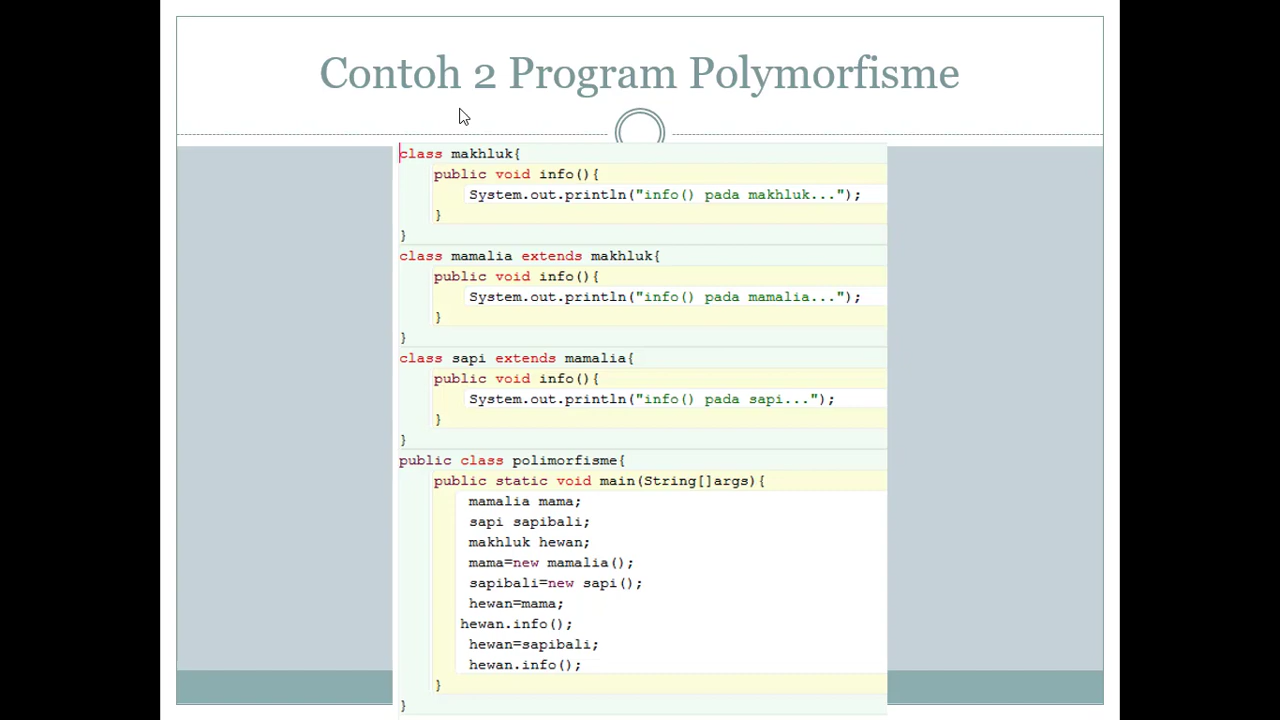 Contoh 2 Program Polymorfisme
class makhluk{
public void info(){
System.out.println("info() pada makhluk...");
}
}
class mamalia extends makhluk{
public void info(){
System.out.println("info() pada mamalia...");
}
}
class sapi extends mamalia{
public void info(){
System.out.println("info() pada sapi...");
}
}
public class polimorfisme{
public static void main(String[]args){
mamalia mama;
sapi sapibali;
makhluk hewan;
mama=new mamalia();
sapibali=new sapi();
hewan=mama;
hewan.info();
hewan=sapibali;
hewan.info();
}
}